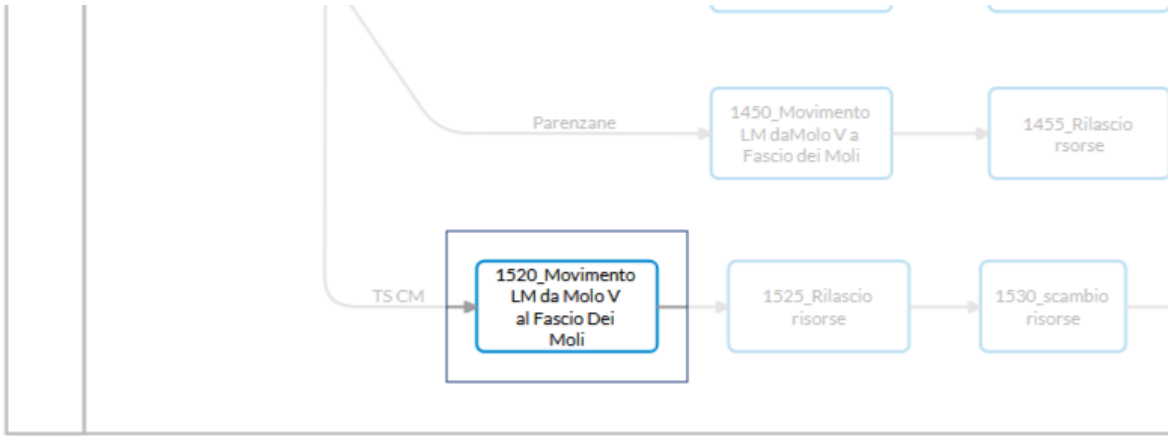 Parenzane
1450_Movimento
LM daMolo V a
Fascio dei Moli
1455_Rilascio
rsorse
TS CM
1520_Movimento
LM da Molo V
al Fascio Dei
Moli
1525_Rilascio
risorse
1530_scambio
risorse